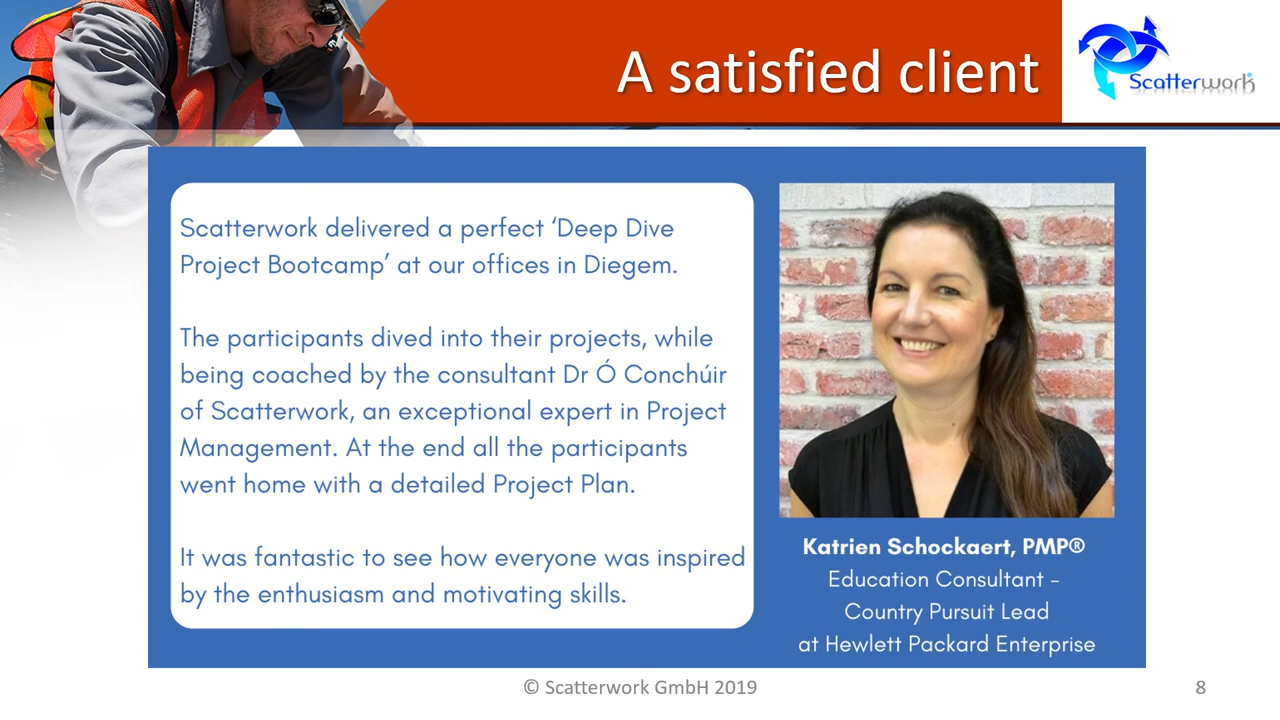 A satisfied client
Scatterwork
Scatterwork delivered a perfect ‘Deep Dive
Project Bootcamp’ at our offices in Diegem.
The participants dived into their projects, while
being coached by the consultant Dr Ó Conchúir
of Scatterwork, an exceptional expert in Project
Management. At the end all the participants
went home with a detailed Project Plan.
It was fantastic to see how everyone was inspired
by the enthusiasm and motivating skills.
Katrien Schockaert, PMP®
Education Consultant –
Country Pursuit Lead
at Hewlett Packard Enterprise
© Scatterwork GmbH 2019
8